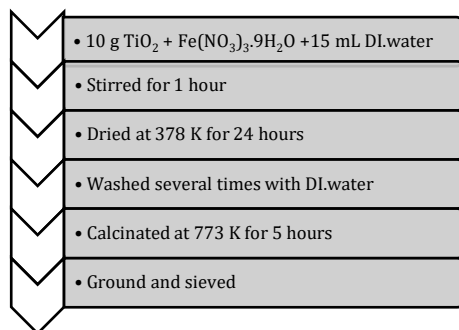 • 10 g TiO₂ + Fe(NO₃)₃.9H₂O +15 mL DI.water
• Stirred for 1 hour
• Dried at 378 K for 24 hours
• Washed several times with DI.water
• Calcinated at 773 K for 5 hours
• Ground and sieved